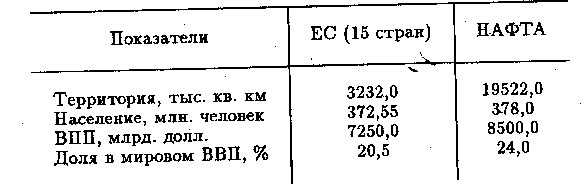 Показатели ЕС (15 стран) НАФТА
Территория, тыс. кв. км 3232,0 19522,0
Население, млн. человек 372,55 378,0
ВПП, млрд. долл. 7250,0 8500,0
Доля в мировом ВВП, % 20,5 24,0